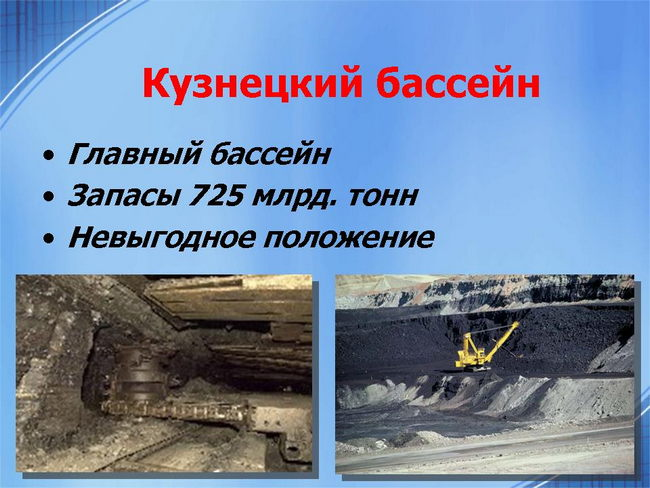 Кузнецкий бассейн
• Главный бассейн
• Запасы 725 млрд. тонн
• Невыгодное положение